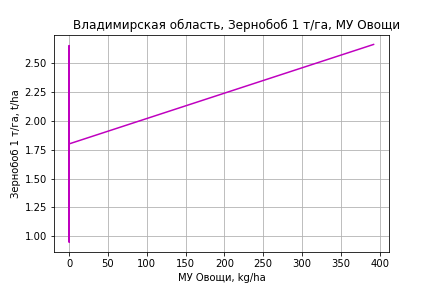 Владимирская область, Зернобоб 1 т/га, МУ Овощи
Зернобоб 1 т/га, t/ha
2.50
2.25
2.00
1.75
1.50
1.25
1.00
0 50 100 150 200 250 300 350 400
МУ Овощи, kg/ha